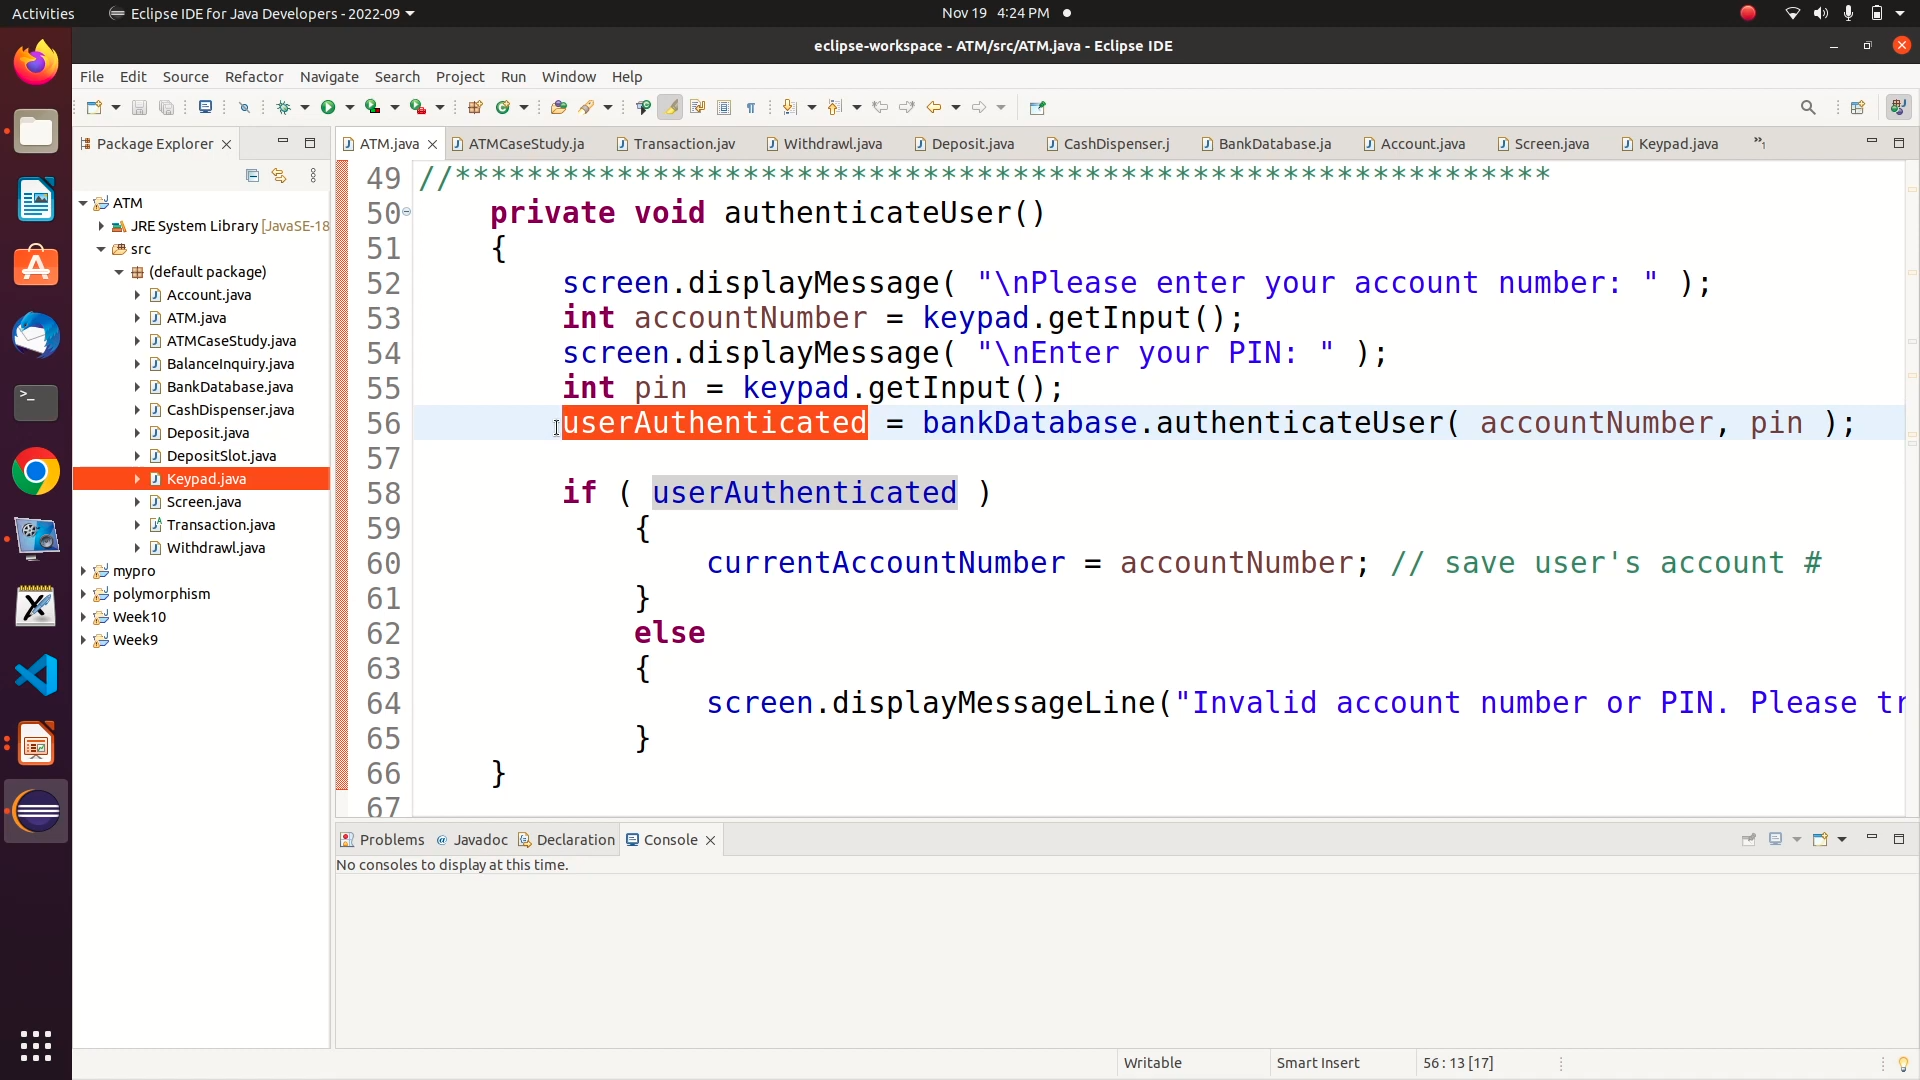 Activities
Eclipse IDE for Java Developers - 2022-09
Nov 19 4:24 PM
eclipse-workspace - ATM/src/ATM.java - Eclipse IDE
File Edit Source Refactor Navigate Search Project Run Window Help
Package Explorer
ATM.java
ATMCaseStudy.ja
Transaction.jav
Withdrawl.java
Deposit.java
CashDispenser.j
BankDatabase.ja
Account.java
Screen.java
Keypad.java
»1
ATM
JRE System Library [JavaSE-18
src
(default package)
Account.java
ATM.java
ATMCaseStudy.java
BalanceInquiry.java
BankDatabase.java
CashDispenser.java
Deposit.java
DepositSlot.java
Keypad.java
Screen.java
Transaction.java
Withdrawl.java
mypro
polymorphism
Week10
Week9
49 //*************************************************************
50 private void authenticateUser()
51 {
52 screen.displayMessage( "\nPlease enter your account number: " );
53 int accountNumber = keypad.getInput();
54 screen.displayMessage( "\nEnter your PIN: " );
55 int pin = keypad.getInput();
56 userAuthenticated = bankDatabase.authenticateUser( accountNumber, pin );
57
58 if ( userAuthenticated )
59 {
60 currentAccountNumber = accountNumber; // save user's account #
61 }
62 else
63 {
64 screen.displayMessageLine("Invalid account number or PIN. Please tr
65 }
66 }
67
Problems @ Javadoc Declaration Console
No consoles to display at this time.
Writable
Smart Insert
56 : 13 [17]